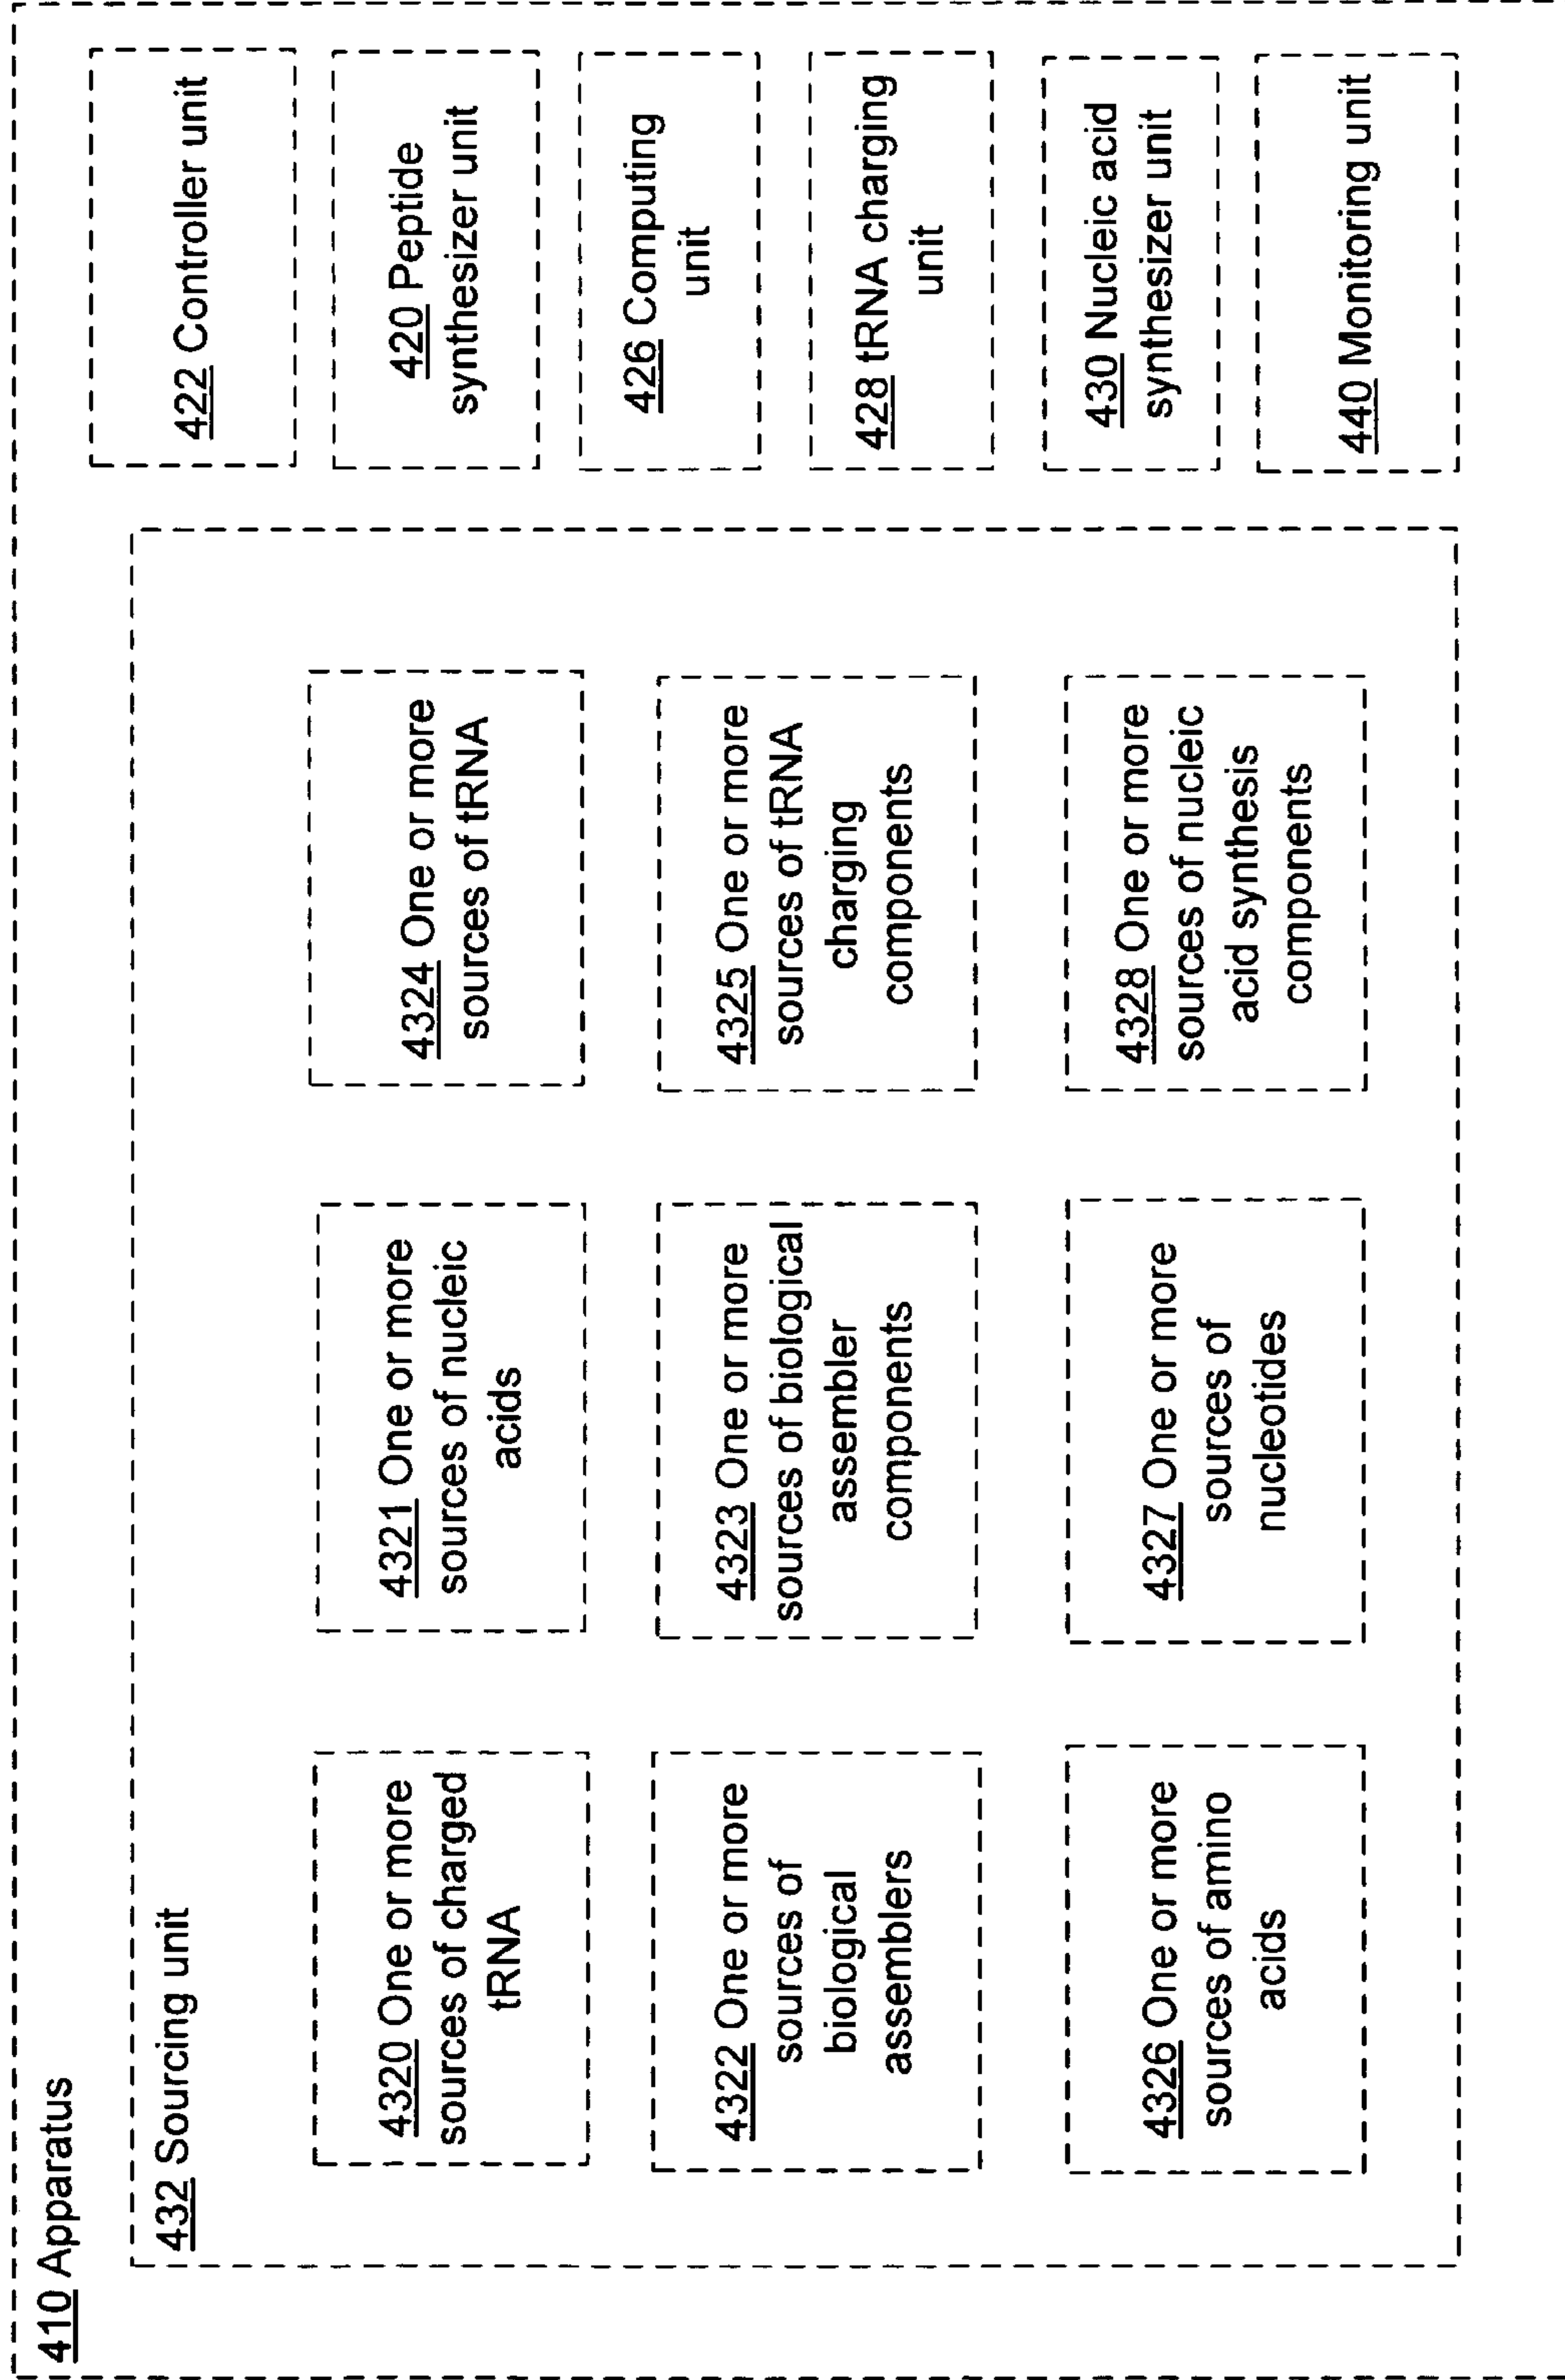 410 Apparatus
432 Sourcing unit
4320 One or more
sources of charged
tRNA
4321 One or more
sources of nucleic
acids
4324 One or more
sources of tRNA
4322 One or more
sources of
biological
assemblers
4323 One or more
sources of biological
assembler
components
4325 One or more
sources of tRNA
charging
components
4326 One or more
sources of amino
acids
4327 One or more
sources of
nucleotides
4328 One or more
sources of nucleic
acid synthesis
components
422 Controller unit
420 Peptide
synthesizer unit
426 Computing
unit
428 tRNA charging
unit
430 Nucleic acid
synthesizer unit
440 Monitoring unit